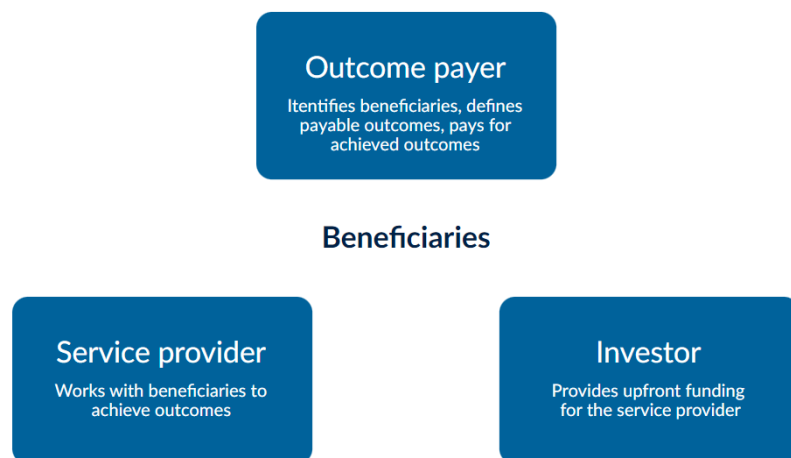 Outcome payer
Itentifies beneficiaries, defines
payable outcomes, pays for
achieved outcomes
Beneficiaries
Service provider
Works with beneficiaries to
achieve outcomes
Investor
Provides upfront funding
for the service provider